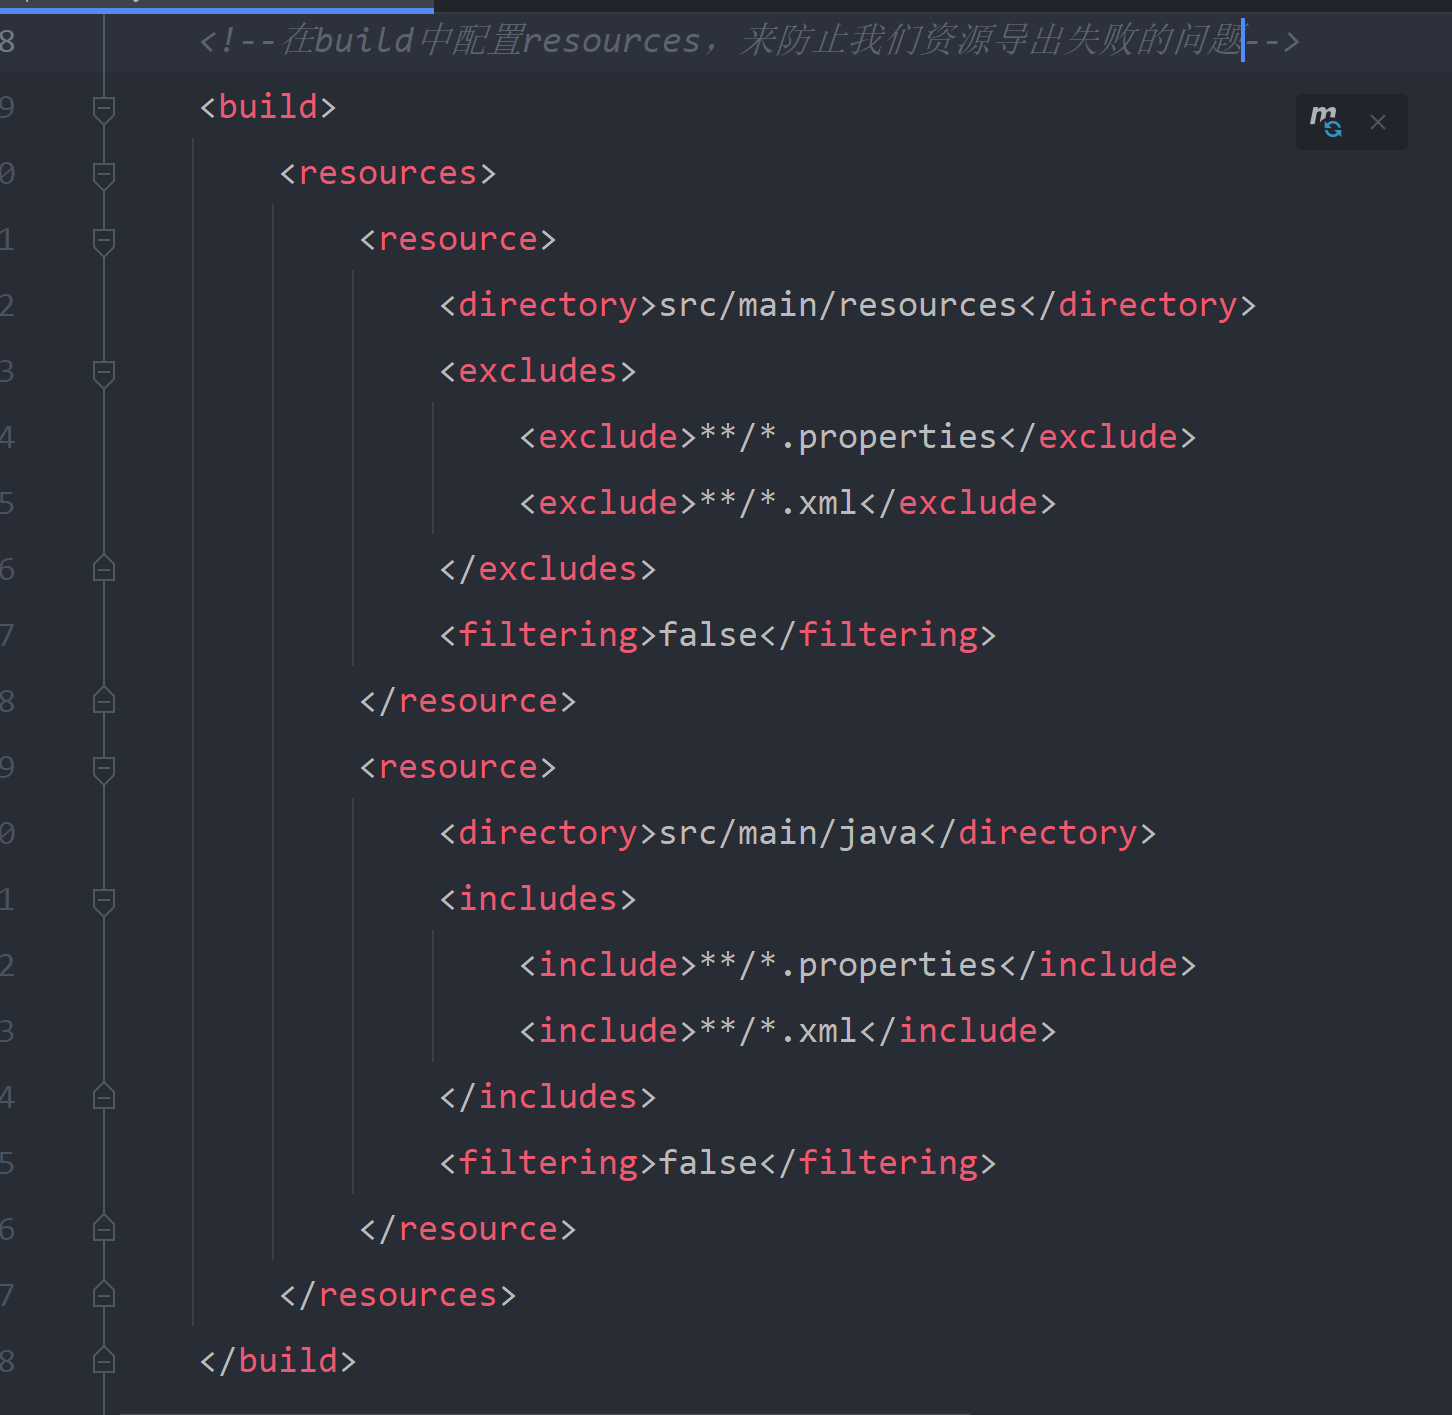 8 <!--在build中配置resources，来防止我们资源导出失败的问题-->
9 <build>
0 <resources>
1 <resource>
2 <directory>src/main/resources</directory>
3 <excludes>
4 <exclude>**/*.properties</exclude>
5 <exclude>**/*.xml</exclude>
6 </excludes>
7 <filtering>false</filtering>
8 </resource>
9 <resource>
0 <directory>src/main/java</directory>
1 <includes>
2 <include>**/*.properties</include>
3 <include>**/*.xml</include>
4 </includes>
5 <filtering>false</filtering>
6 </resource>
7 </resources>
8 </build>